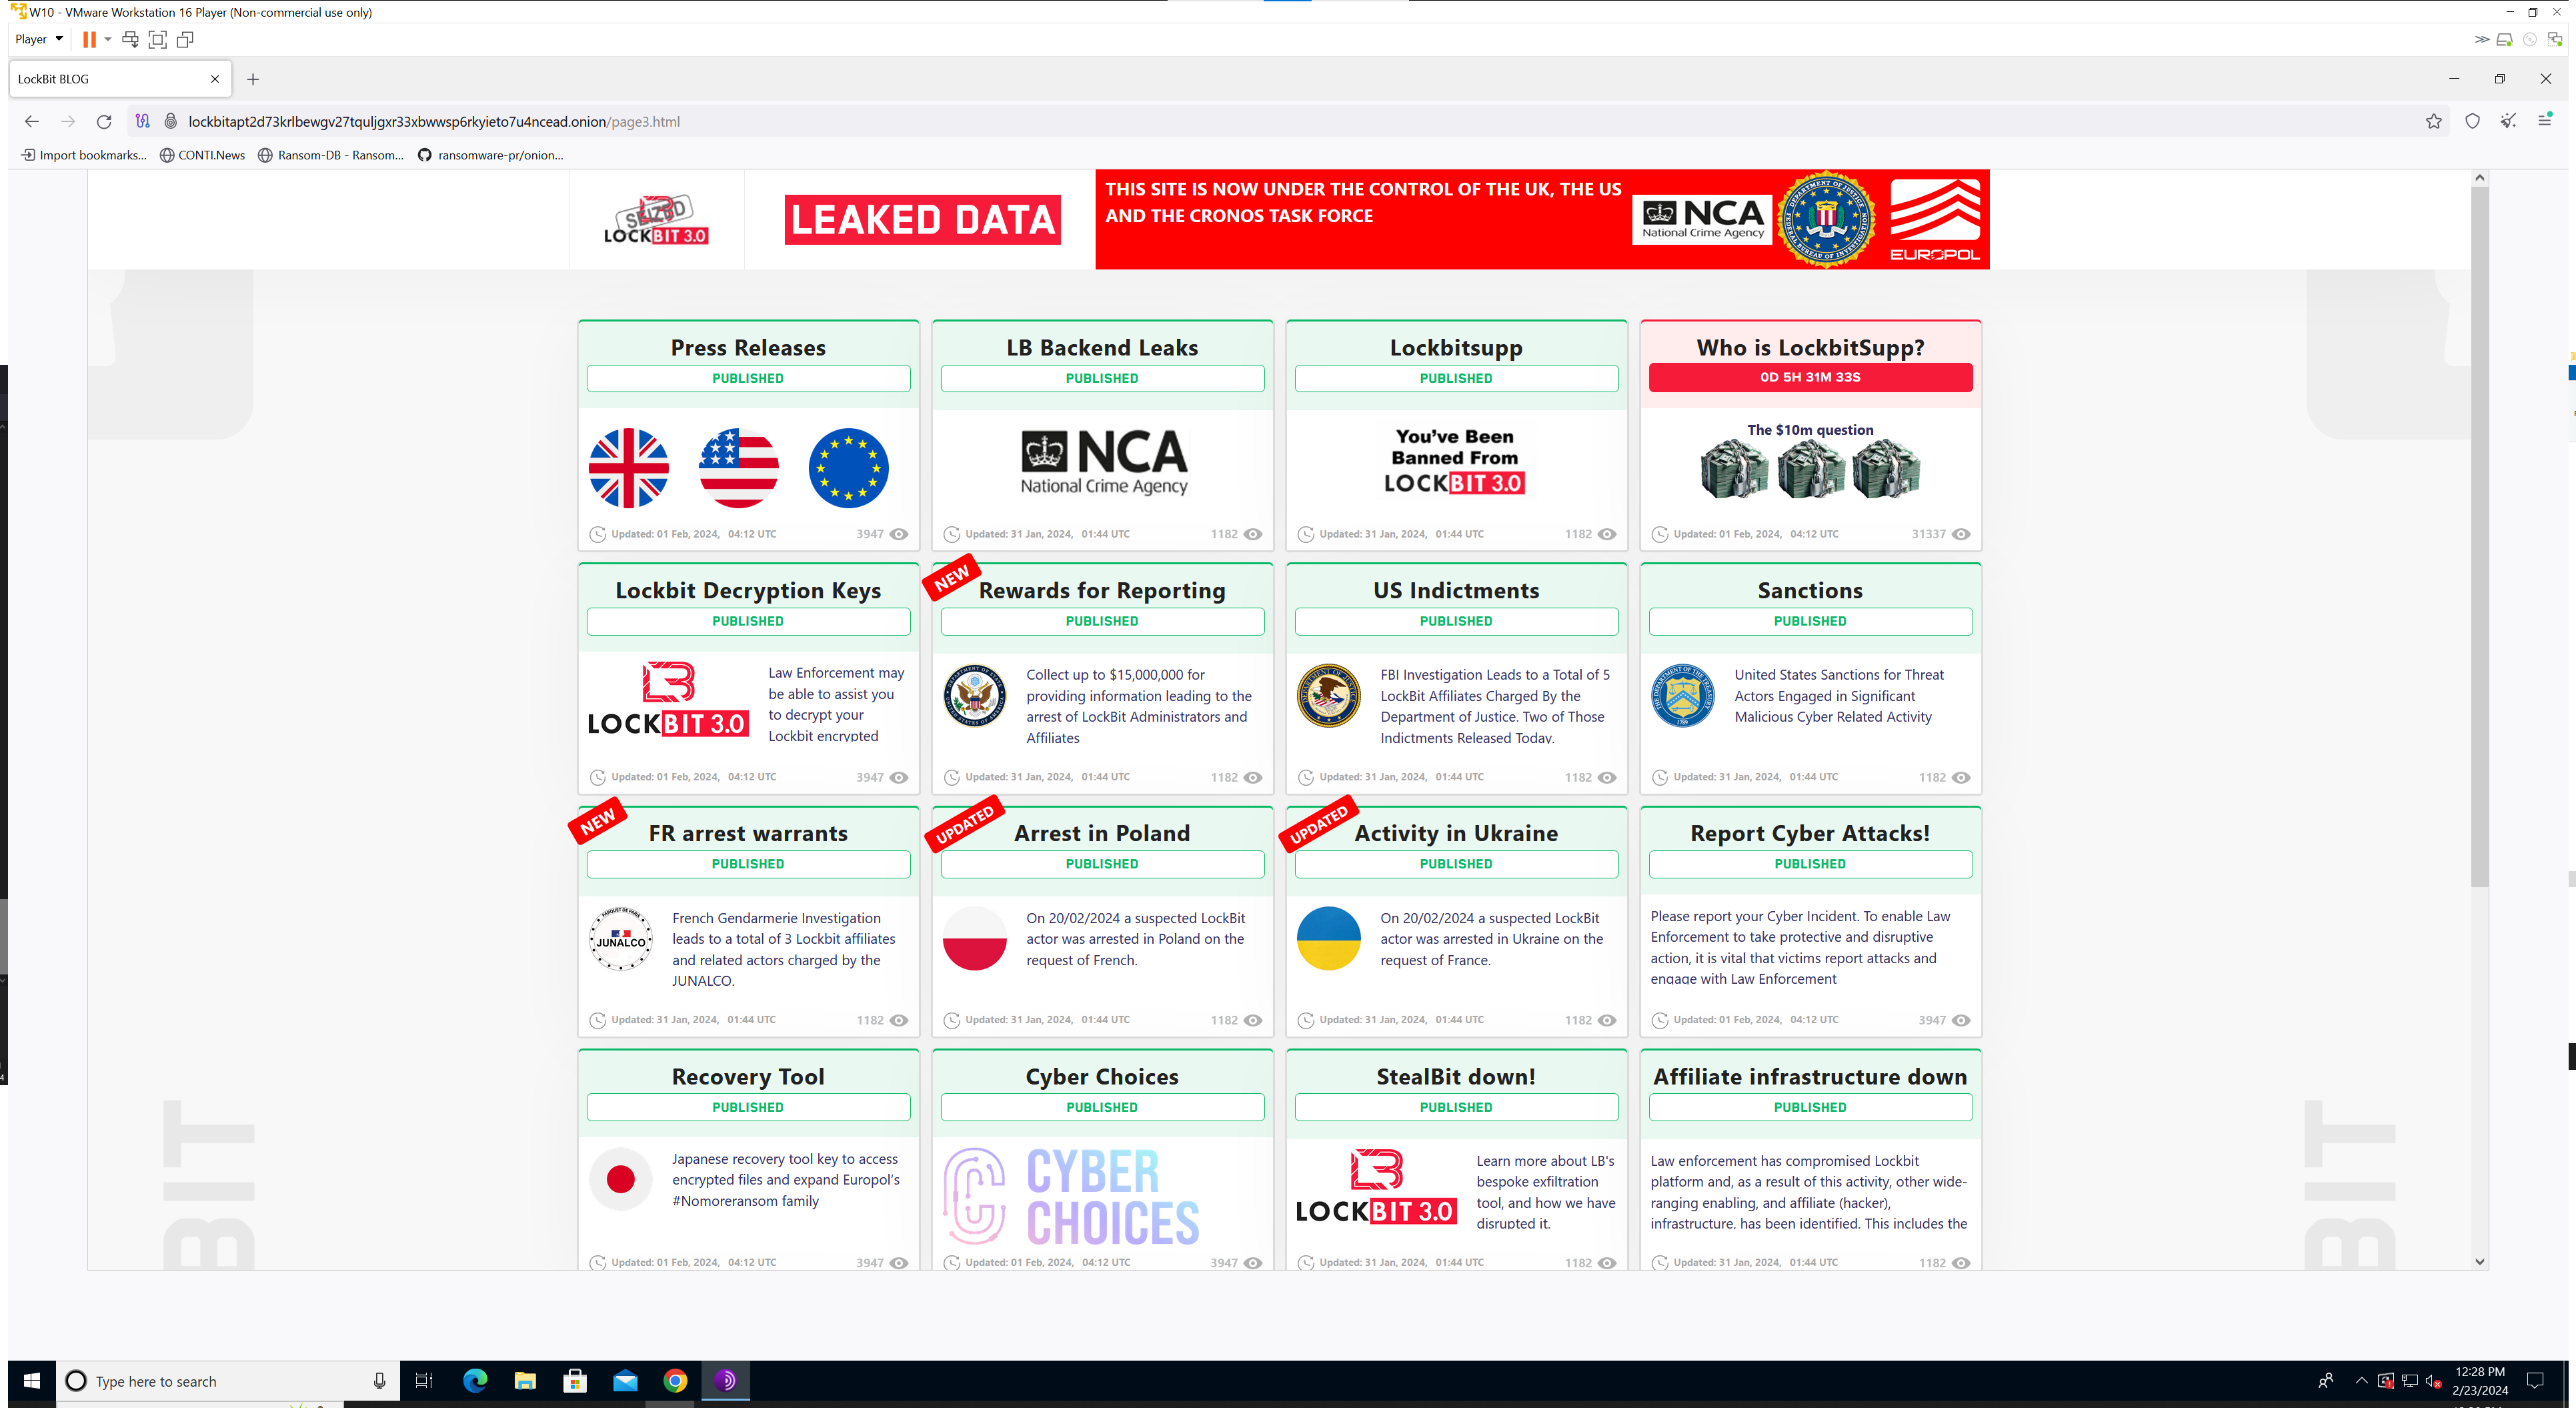 W10 - VMware Workstation 16 Player (Non-commercial use only)
Player
LockBit BLOG
lockbitapt2d73krlbewgv27tquljgxr33xbwwsp6rkyieto7u4ncead.onion/page3.html
Import bookmarks... CONTI.News Ransom-DB - Ransom... ransomware-pr/onion...
SEIZED
LOCKBIT 3.0
LEAKED DATA
THIS SITE IS NOW UNDER THE CONTROL OF THE UK, THE US
AND THE CRONOS TASK FORCE
NCA
National Crime Agency
DEPARTMENT OF JUSTICE
FEDERAL BUREAU OF INVESTIGATION
EUROPOL
Press Releases
PUBLISHED
Updated: 01 Feb, 2024, 04:12 UTC 3947
LB Backend Leaks
PUBLISHED
NCA
National Crime Agency
Updated: 31 Jan, 2024, 01:44 UTC 1182
Lockbitsupp
PUBLISHED
You've Been
Banned From
LOCKBIT 3.0
Updated: 31 Jan, 2024, 01:44 UTC 1182
Who is LockbitSupp?
0D 5H 31M 33S
The $10m question
Updated: 01 Feb, 2024, 04:12 UTC 31337
Lockbit Decryption Keys
PUBLISHED
LOCKBIT 3.0
Law Enforcement may
be able to assist you
to decrypt your
Lockbit encrypted
Updated: 01 Feb, 2024, 04:12 UTC 3947
NEW
Rewards for Reporting
PUBLISHED
Collect up to $15,000,000 for
providing information leading to the
arrest of LockBit Administrators and
Affiliates
Updated: 31 Jan, 2024, 01:44 UTC 1182
US Indictments
PUBLISHED
FBI Investigation Leads to a Total of 5
LockBit Affiliates Charged By the
Department of Justice. Two of Those
Indictments Released Today.
Updated: 31 Jan, 2024, 01:44 UTC 1182
Sanctions
PUBLISHED
THE DEPARTMENT OF THE TREASURY
1789
United States Sanctions for Threat
Actors Engaged in Significant
Malicious Cyber Related Activity
Updated: 31 Jan, 2024, 01:44 UTC 1182
NEW
FR arrest warrants
PUBLISHED
PARQUET DE PARIS
JUNALCO
French Gendarmerie Investigation
leads to a total of 3 Lockbit affiliates
and related actors charged by the
JUNALCO.
Updated: 31 Jan, 2024, 01:44 UTC 1182
UPDATED
Arrest in Poland
PUBLISHED
On 20/02/2024 a suspected LockBit
actor was arrested in Poland on the
request of French.
Updated: 31 Jan, 2024, 01:44 UTC 1182
UPDATED
Activity in Ukraine
PUBLISHED
On 20/02/2024 a suspected LockBit
actor was arrested in Ukraine on the
request of France.
Updated: 31 Jan, 2024, 01:44 UTC 1182
Report Cyber Attacks!
PUBLISHED
Please report your Cyber Incident. To enable Law
Enforcement to take protective and disruptive
action, it is vital that victims report attacks and
engage with Law Enforcement
Updated: 01 Feb, 2024, 04:12 UTC 3947
Recovery Tool
PUBLISHED
Japanese recovery tool key to access
encrypted files and expand Europol's
#Nomoreransom family
Updated: 01 Feb, 2024, 04:12 UTC 3947
Cyber Choices
PUBLISHED
CYBER
CHOICES
Updated: 01 Feb, 2024, 04:12 UTC 3947
StealBit down!
PUBLISHED
LOCKBIT 3.0
Learn more about LB's
bespoke exfiltration
tool, and how we have
disrupted it.
Updated: 31 Jan, 2024, 01:44 UTC 1182
Affiliate infrastructure down
PUBLISHED
Law enforcement has compromised Lockbit
platform and, as a result of this activity, other wide-
ranging enabling, and affiliate (hacker),
infrastructure, has been identified. This includes the
Updated: 31 Jan, 2024, 01:44 UTC 1182
BIT
BIT
Type here to search
12:28 PM
2/23/2024